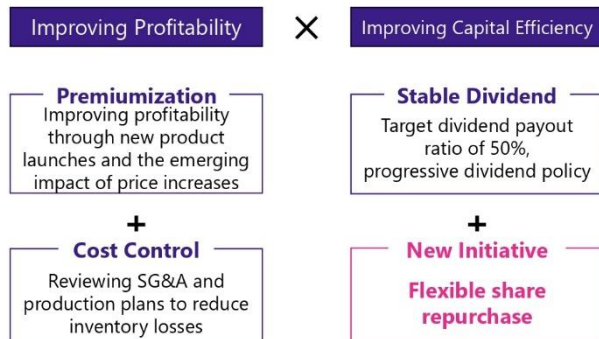 Improving Profitability
×
Improving Capital Efficiency
Premiumization
Improving profitability
through new product
launches and the emerging
impact of price increases
+
Cost Control
Reviewing SG&A and
production plans to reduce
inventory losses
Stable Dividend
Target dividend payout
ratio of 50%,
progressive dividend policy
+
New Initiative
Flexible share
repurchase